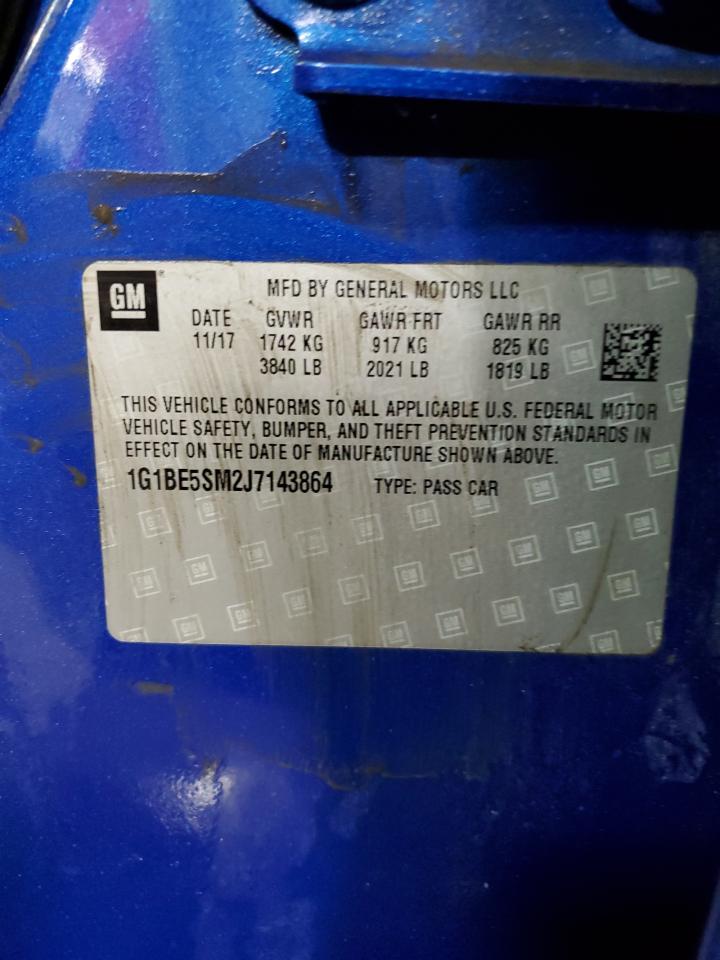 GM
MFD BY GENERAL MOTORS LLC
DATE GVWR GAWR FRT GAWR RR
11/17 1742 KG 917 KG 825 KG
3840 LB 2021 LB 1819 LB
THIS VEHICLE CONFORMS TO ALL APPLICABLE U.S. FEDERAL MOTOR
VEHICLE SAFETY, BUMPER, AND THEFT PREVENTION STANDARDS IN
EFFECT ON THE DATE OF MANUFACTURE SHOWN ABOVE.
1G1BE5SM2J7143864 TYPE: PASS CAR